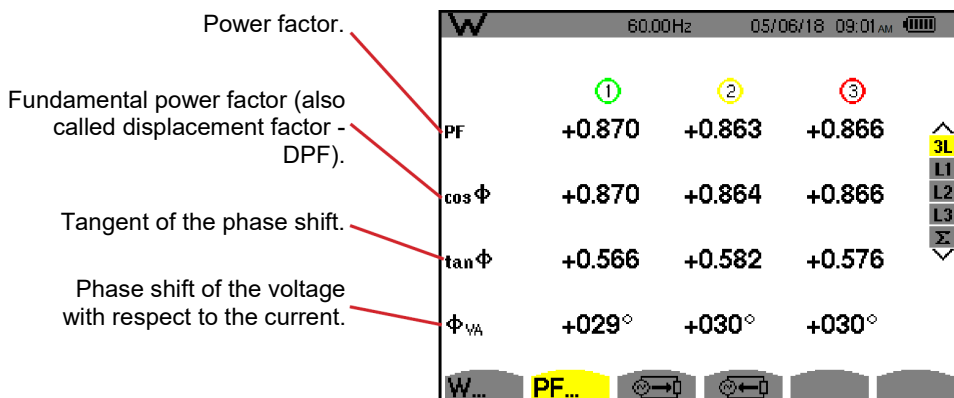 Power factor.
Fundamental power factor (also
called displacement factor -
DPF).
Tangent of the phase shift.
Phase shift of the voltage
with respect to the current.
W 60.00Hz 05/06/18 09:01 AM
1 2 3
PF +0.870 +0.863 +0.866
cos Φ +0.870 +0.864 +0.866
tan Φ +0.566 +0.582 +0.576
Φ VA +029° +030° +030°
3L
L1
L2
L3
Σ
W... PF...